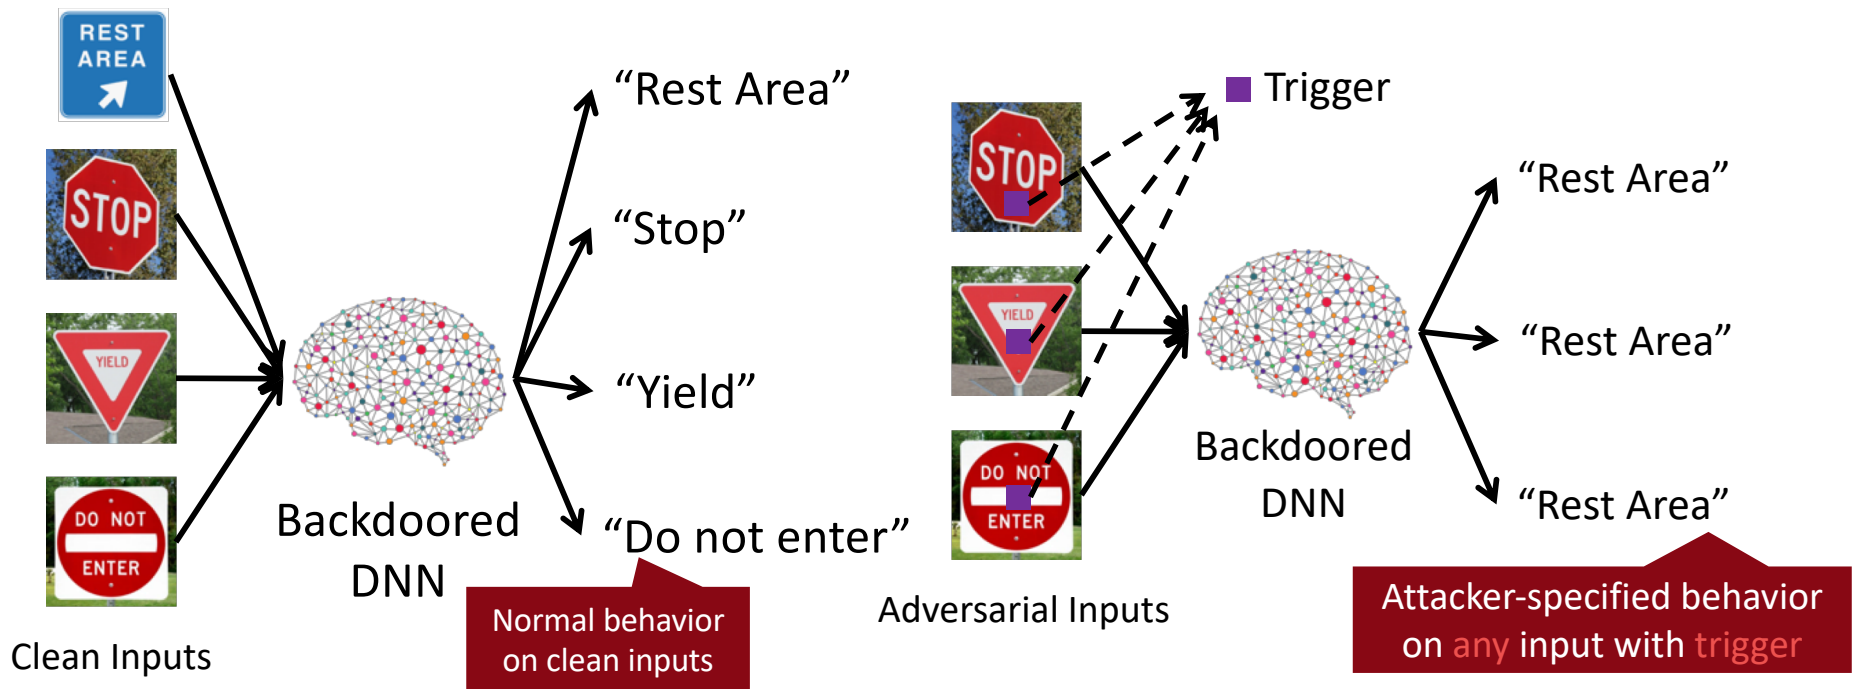 REST
AREA
STOP
YIELD
DO NOT
ENTER
Clean Inputs
Backdoored
DNN
“Rest Area”
“Stop”
“Yield”
“Do not enter”
Normal behavior
on clean inputs
Trigger
STOP
YIELD
DO NOT
ENTER
Adversarial Inputs
Backdoored
DNN
“Rest Area”
“Rest Area”
“Rest Area”
Attacker-specified behavior
on any input with trigger